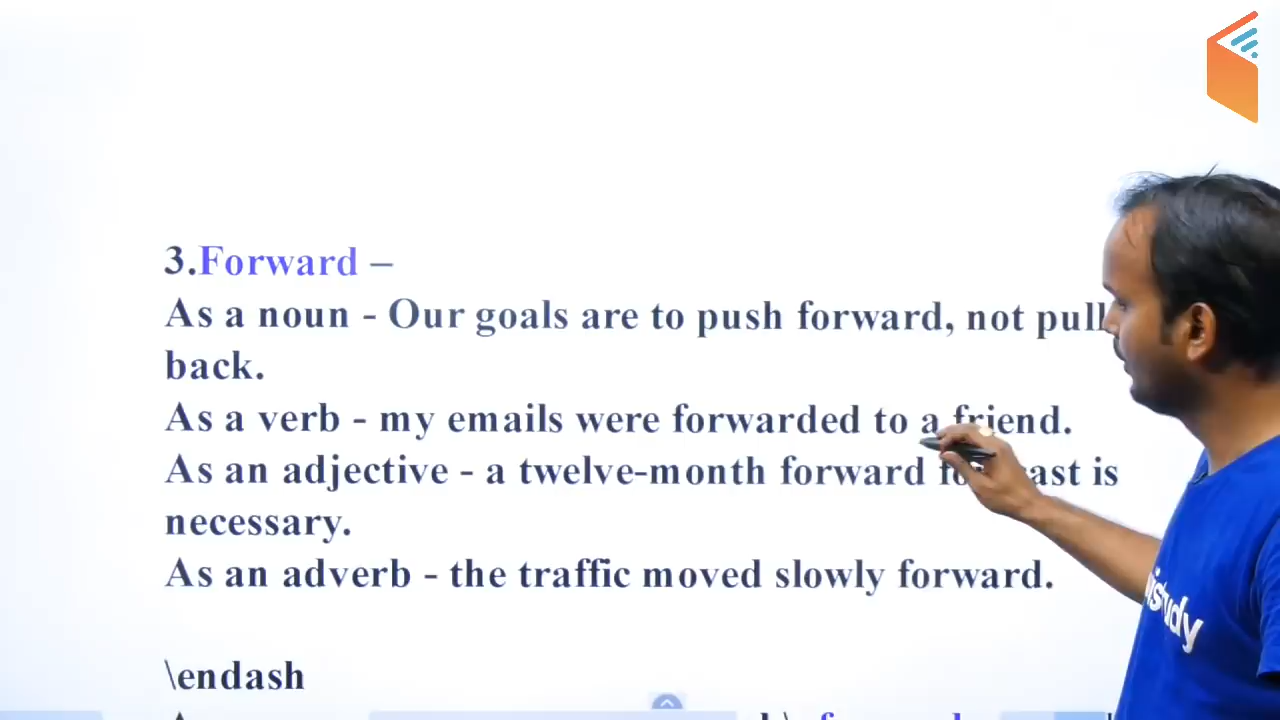 3.Forward –
As a noun - Our goals are to push forward, not pull
back.
As a verb - my emails were forwarded to a friend.
As an adjective - a twelve-month forward is
necessary.
As an adverb - the traffic moved slowly forward.
\endash